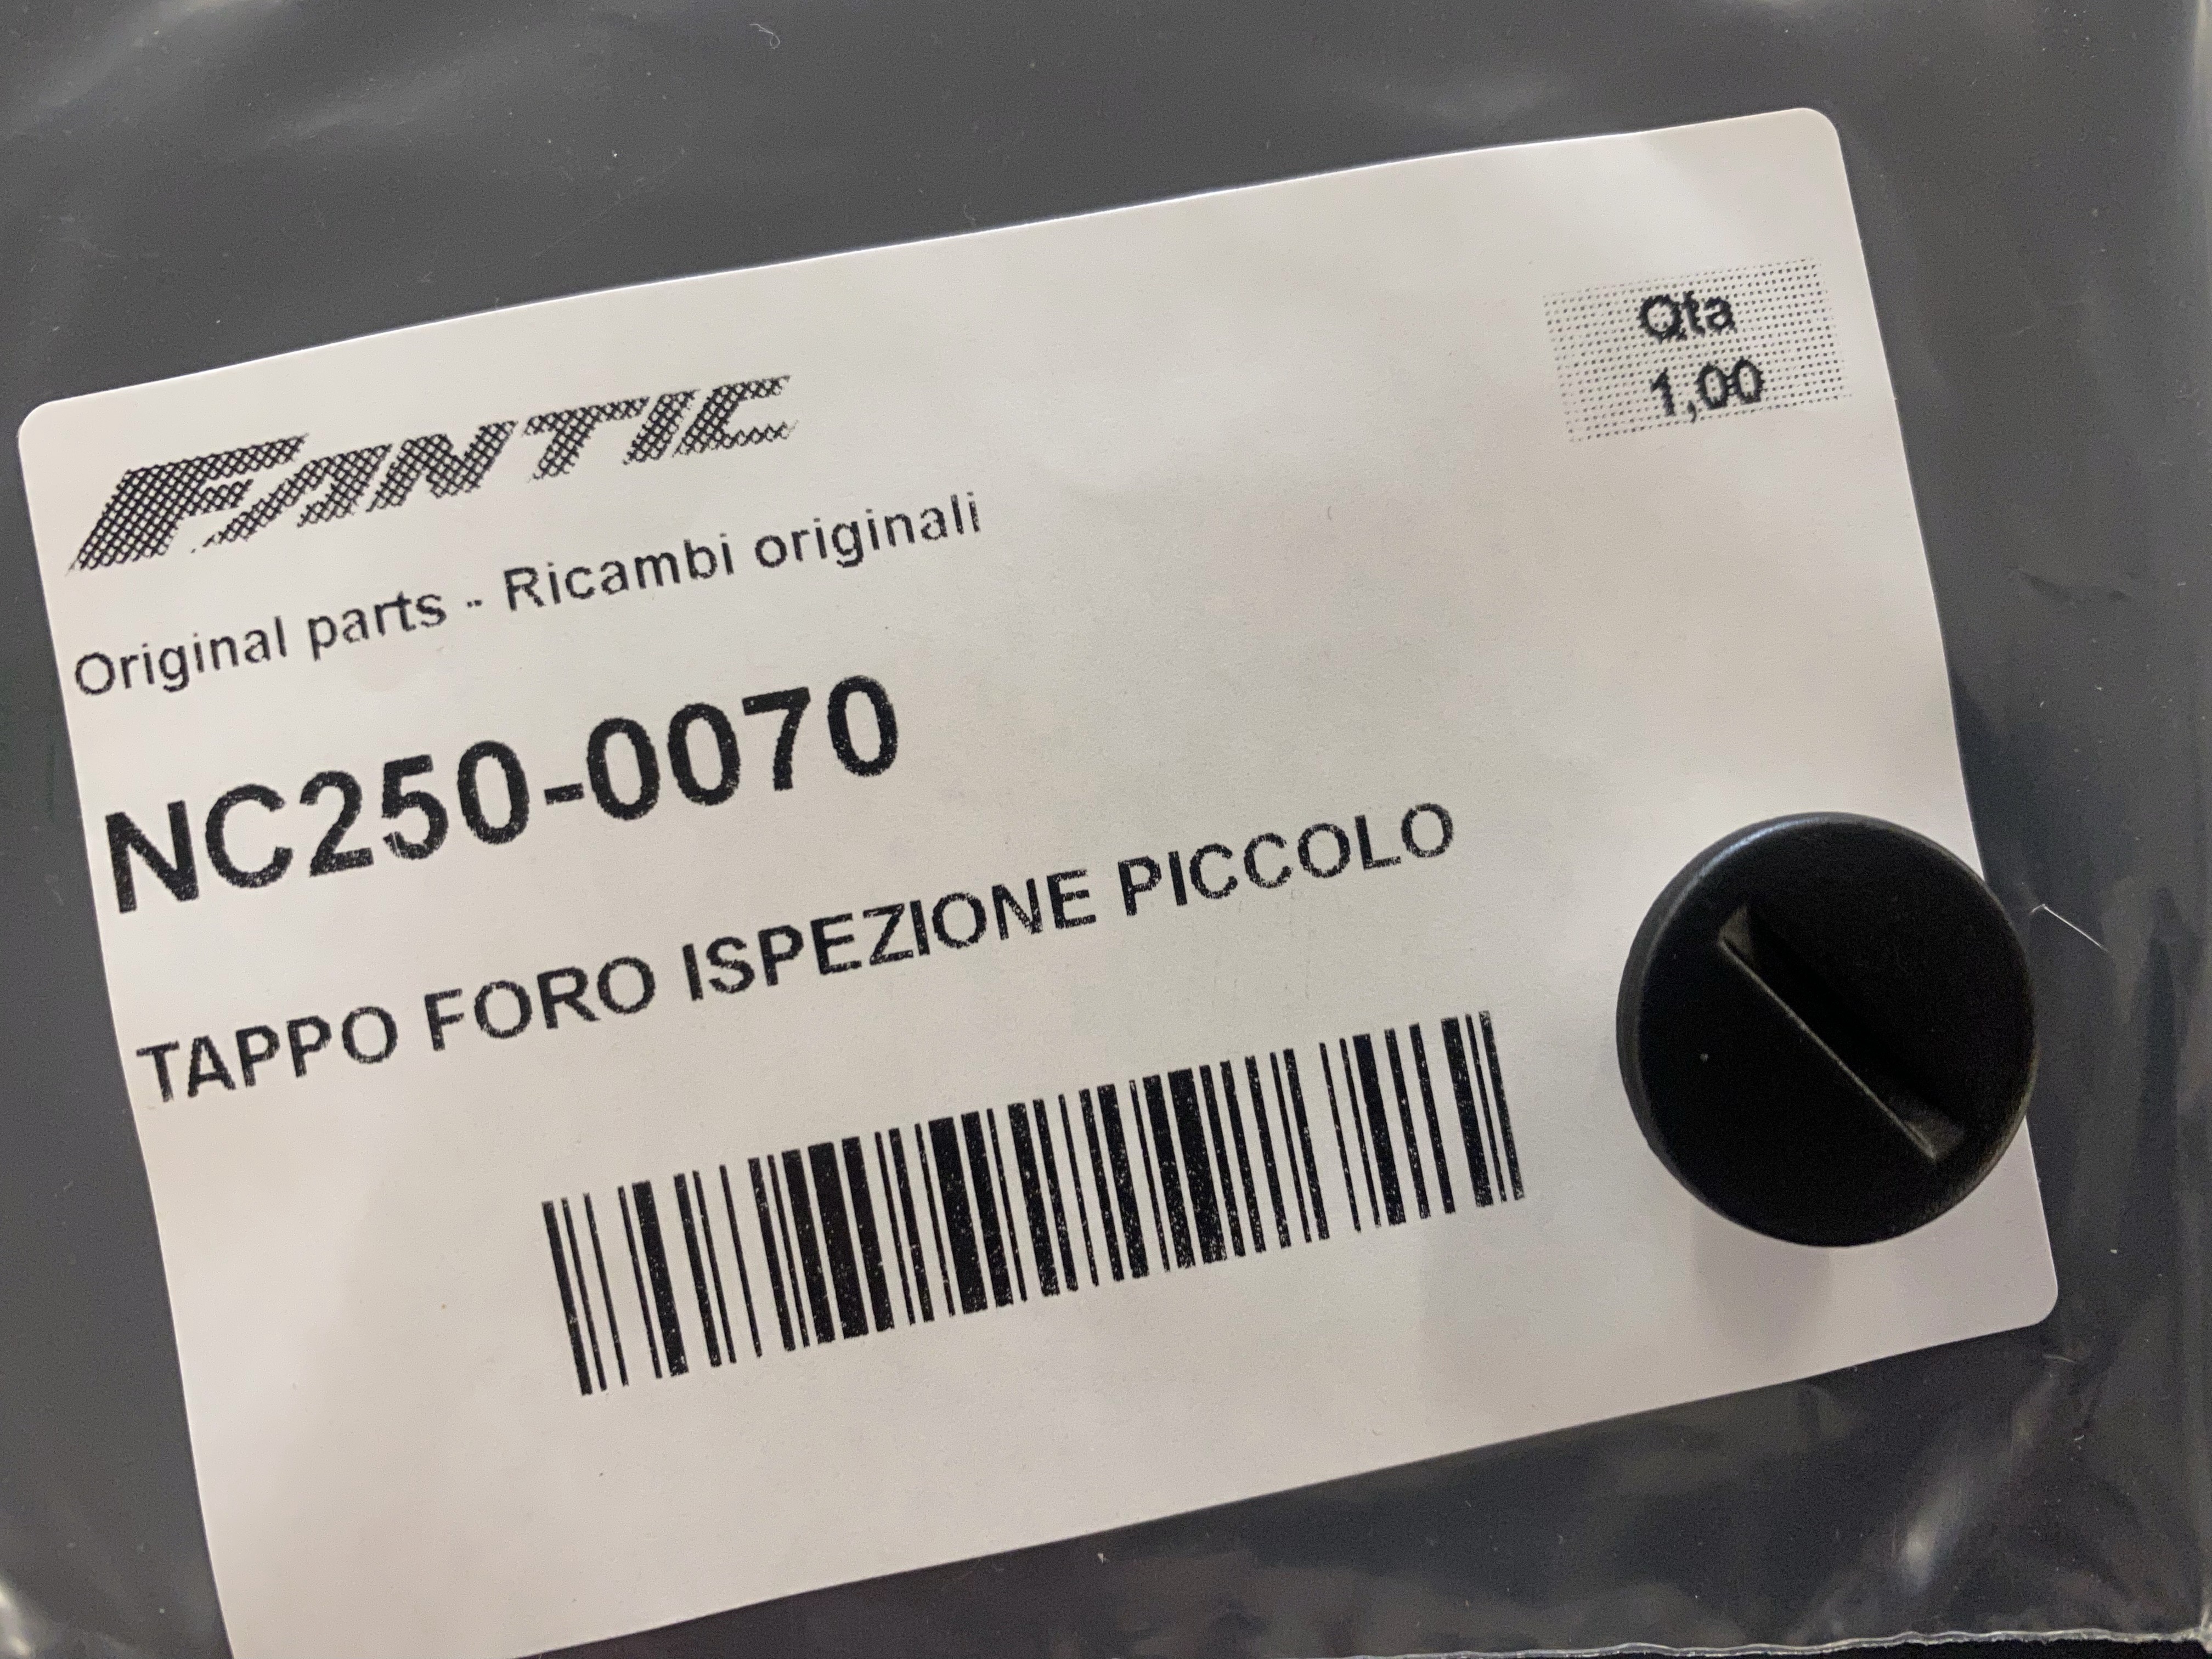 Qta
1,00
FANTIC
Original parts - Ricambi originali
NC250-0070
TAPPO FORO ISPEZIONE PICCOLO